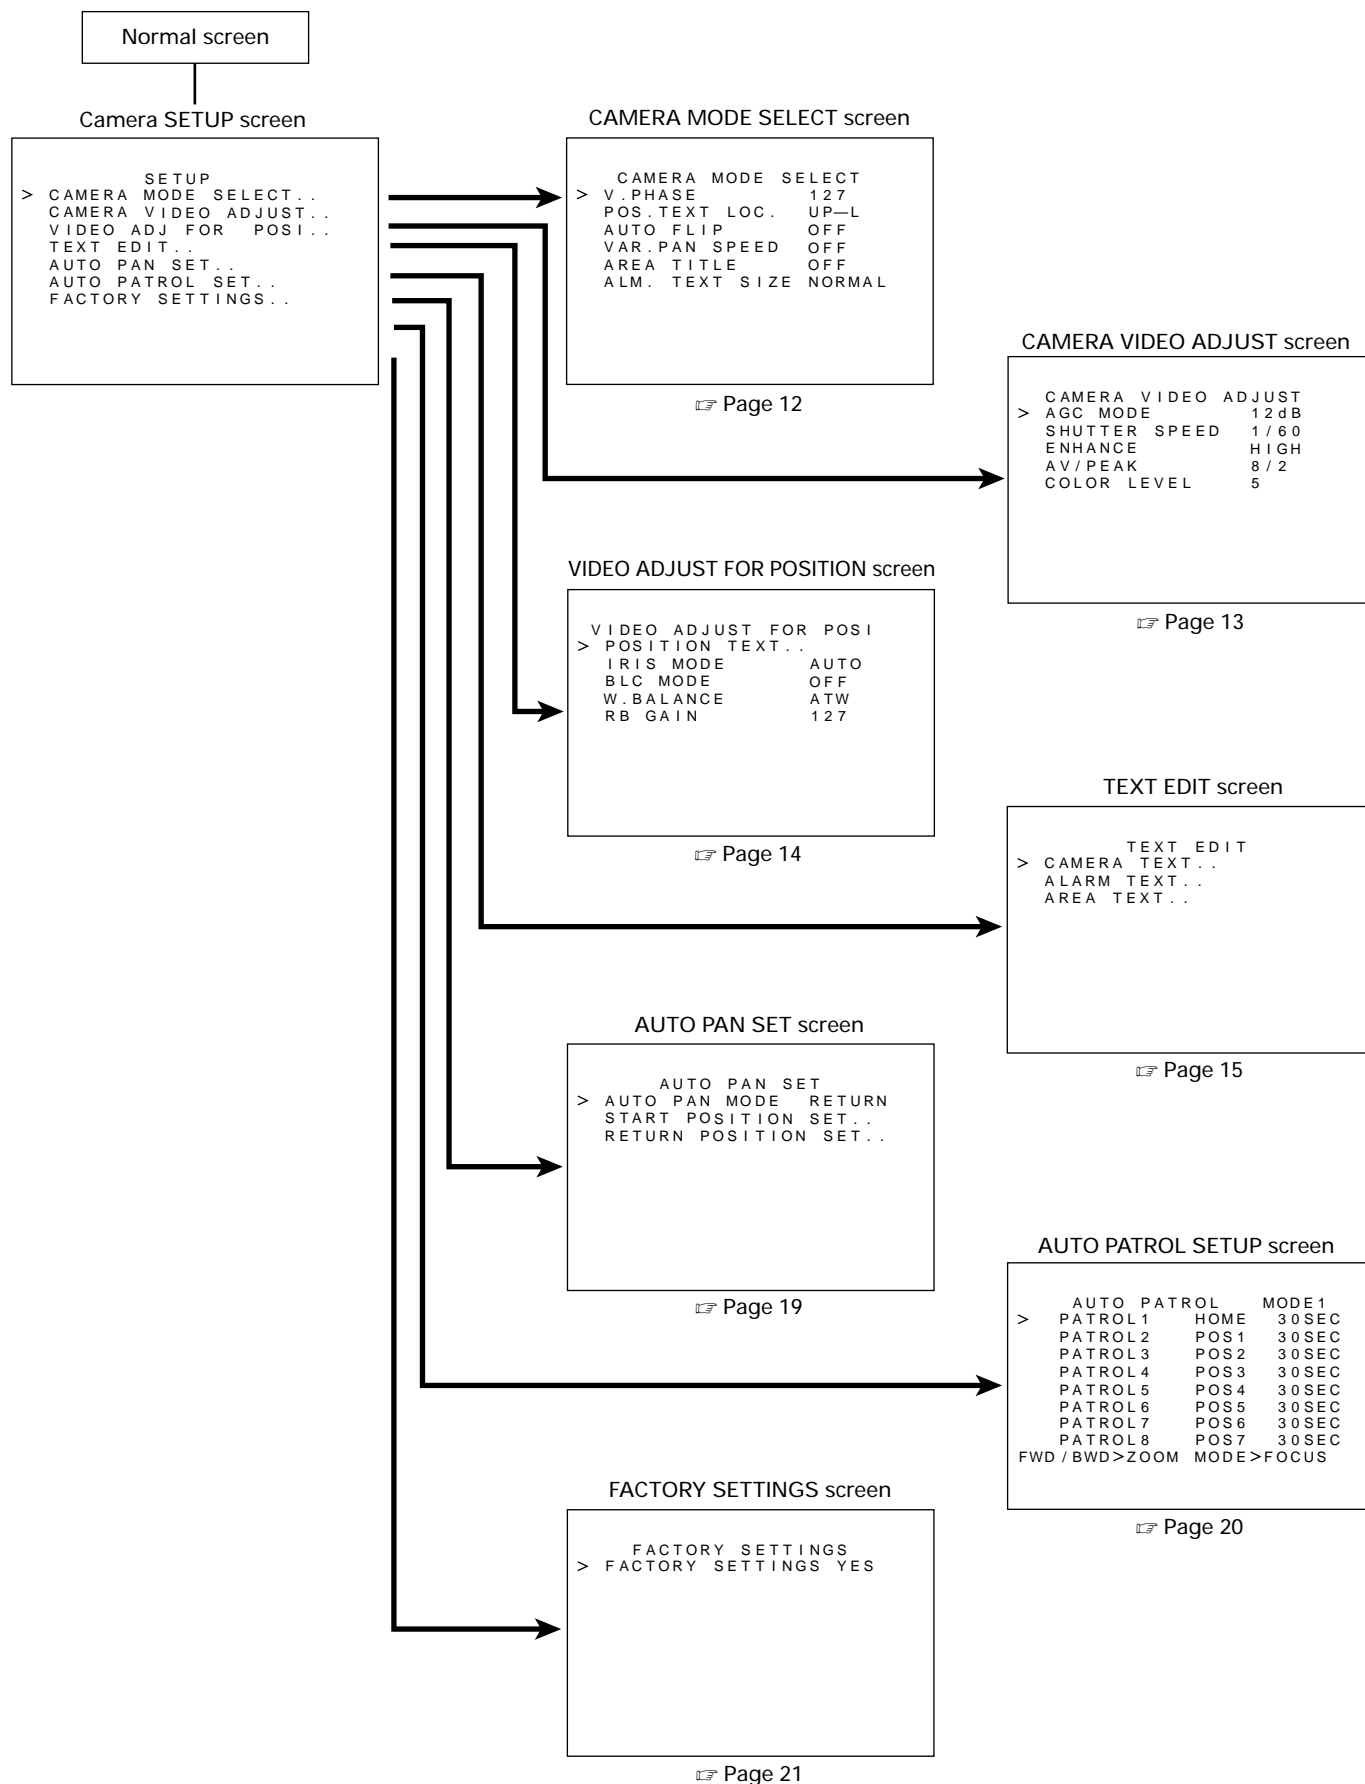 Normal screen
Camera SETUP screen
SETUP
> CAMERA MODE SELECT..
CAMERA VIDEO ADJUST..
VIDEO ADJ FOR POSI..
TEXT EDIT..
AUTO PAN SET..
AUTO PATROL SET..
FACTORY SETTINGS..
CAMERA MODE SELECT screen
CAMERA MODE SELECT
> V.PHASE 127
POS.TEXT LOC. UP—L
AUTO FLIP OFF
VAR.PAN SPEED OFF
AREA TITLE OFF
ALM. TEXT SIZE NORMAL
☞ Page 12
CAMERA VIDEO ADJUST screen
CAMERA VIDEO ADJUST
> AGC MODE 12dB
SHUTTER SPEED 1/60
ENHANCE HIGH
AV/PEAK 8/2
COLOR LEVEL 5
☞ Page 13
VIDEO ADJUST FOR POSITION screen
VIDEO ADJUST FOR POSI
> POSITION TEXT..
IRIS MODE AUTO
BLC MODE OFF
W.BALANCE ATW
RB GAIN 127
☞ Page 14
TEXT EDIT screen
TEXT EDIT
> CAMERA TEXT..
ALARM TEXT..
AREA TEXT..
☞ Page 15
AUTO PAN SET screen
AUTO PAN SET
> AUTO PAN MODE RETURN
START POSITION SET..
RETURN POSITION SET..
☞ Page 19
AUTO PATROL SETUP screen
AUTO PATROL MODE1
> PATROL1 HOME 30SEC
PATROL2 POS1 30SEC
PATROL3 POS2 30SEC
PATROL4 POS3 30SEC
PATROL5 POS4 30SEC
PATROL6 POS5 30SEC
PATROL7 POS6 30SEC
PATROL8 POS7 30SEC
FWD/BWD>ZOOM MODE>FOCUS
☞ Page 20
FACTORY SETTINGS screen
FACTORY SETTINGS
> FACTORY SETTINGS YES
☞ Page 21